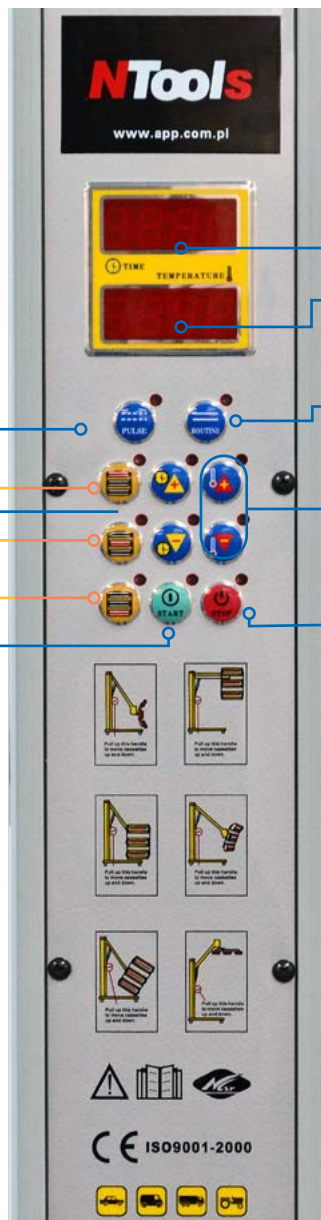 NTools
www.app.com.pl
TIME
TEMPERATURE
PULSE
ROUTINE
START
STOP
Pull up this handle
to move cassettes
up and down.
Pull up this handle
to move cassettes
up and down.
Pull up this handle
to move cassettes
up and down.
Pull up this handle
to move cassettes
up and down.
Pull up this handle
to move cassettes
up and down.
Pull up this handle
to move cassettes
up and down.
CE ISO9001-2000